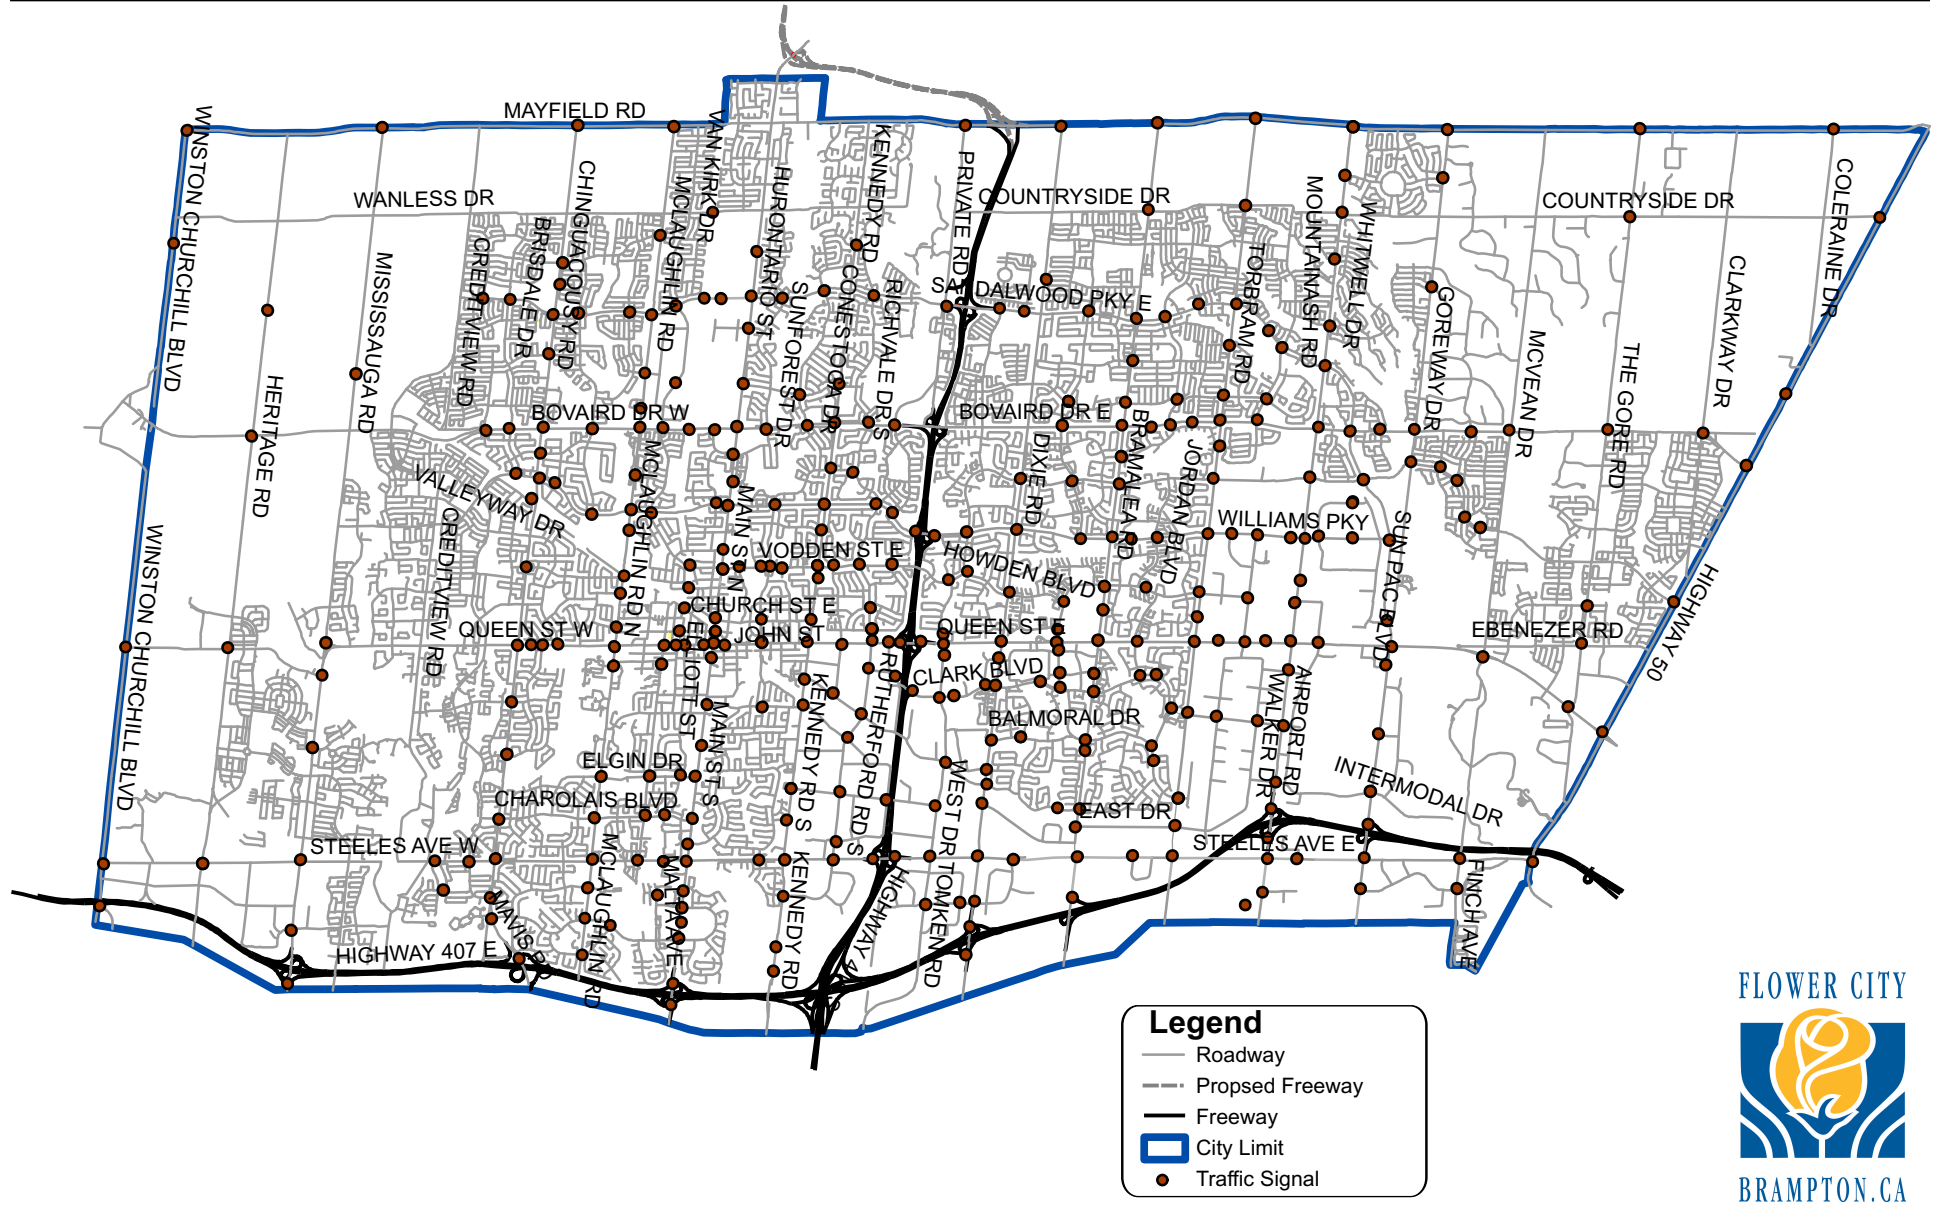 MAYFIELD RD
WINSTON CHURCHILL BLVD
WANLESS DR
CHINGUACOUSY RD
MCLAUGHLIN RD
VAN KIRK DR
HURONTARIO ST
KENNEDY RD
PRIVATE RD
COUNTRYSIDE DR
MOUNTAINASH RD
WHITWELL DR
COUNTRYSIDE DR
COLERAINE DR
MISSISSAUGA RD
CREDITVIEW RD
BRISDALE DR
SUNFOREST DR
CONESTOGA DR
RICHVALE DR S
SANDALWOOD PKY E
TORBRAM RD
GOREWAY DR
MCVEAN DR
THE GORE RD
CLARKWAY DR
HERITAGE RD
BOVAIRD DR W
BOVAIRD DR E
VALLEYWAY DR
MCLAUGHLIN RD N
MAIN ST N
DIXIE RD
BRAMALEA RD
JORDAN BLVD
WILLIAMS PKY
SUN PAC BLVD
WINSTON CHURCHILL BLVD
CREDITVIEW RD
VODDEN ST E
HOWDEN BLVD
HIGHWAY 50
CHURCH ST E
QUEEN ST W
JOHN ST
QUEEN ST E
EBENEZER RD
ELLIOTT ST
CLARK BLVD
MAIN ST S
KENNEDY RD S
RUTHERFORD RD S
BALMORAL DR
WALKER DR
AIRPORT RD
ELGIN DR
WEST DR
INTERMODAL DR
CHAROLAIS BLVD
EAST DR
STEELES AVE W
STEELES AVE E
MCLAUGHLIN RD
MALTA AVE
KENNEDY RD
TOMKEN RD
FINCH AVE
MAVIS RD
HIGHWAY 407 E
Legend
Roadway
Propsed Freeway
Freeway
City Limit
Traffic Signal
FLOWER CITY
BRAMPTON.CA